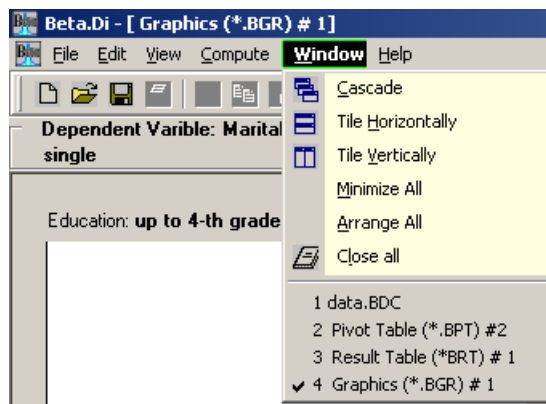 Beta.Di - [ Graphics (*.BGR) # 1]
File Edit View Compute Window Help
Dependent Varible: Marital
single
Education: up to 4-th grade
Cascade
Tile Horizontally
Tile Vertically
Minimize All
Arrange All
Close all
1 data.BDC
2 Pivot Table (*.BPT) #2
3 Result Table (*BRT) # 1
4 Graphics (*.BGR) # 1